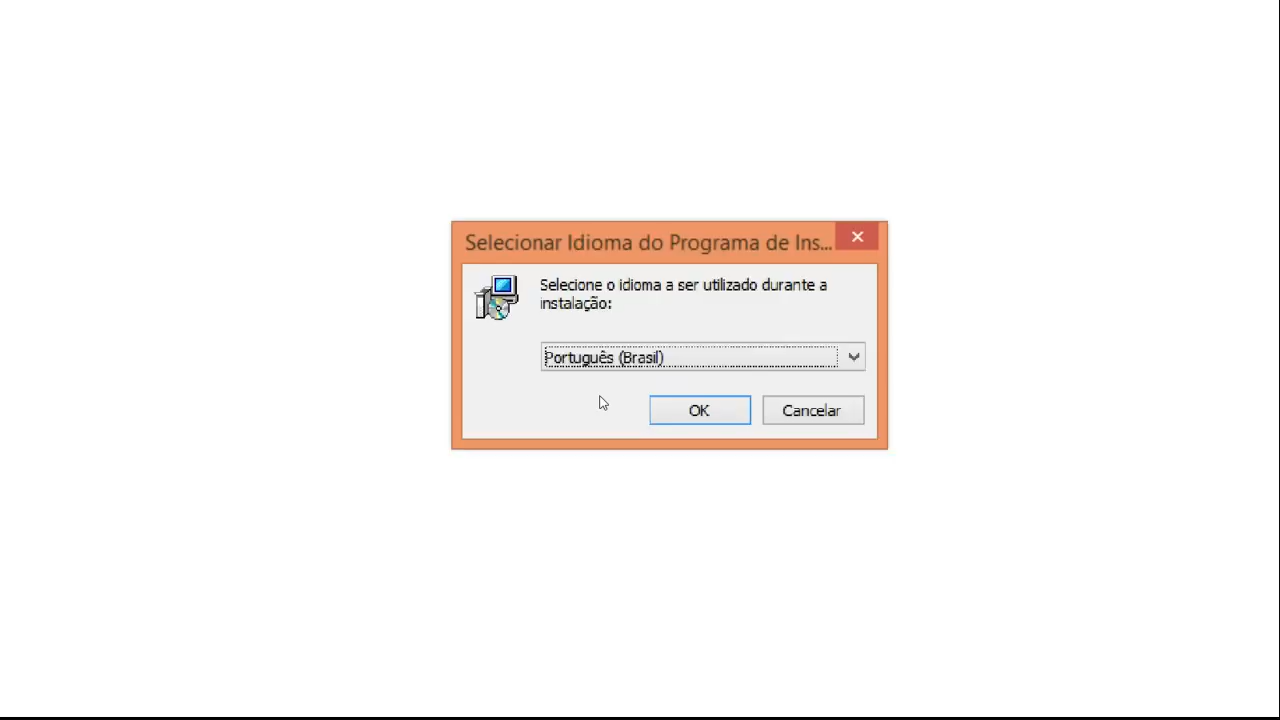 Selecionar Idioma do Programa de Ins...
Selecione o idioma a ser utilizado durante a
instalação:
Português (Brasil)
OK
Cancelar